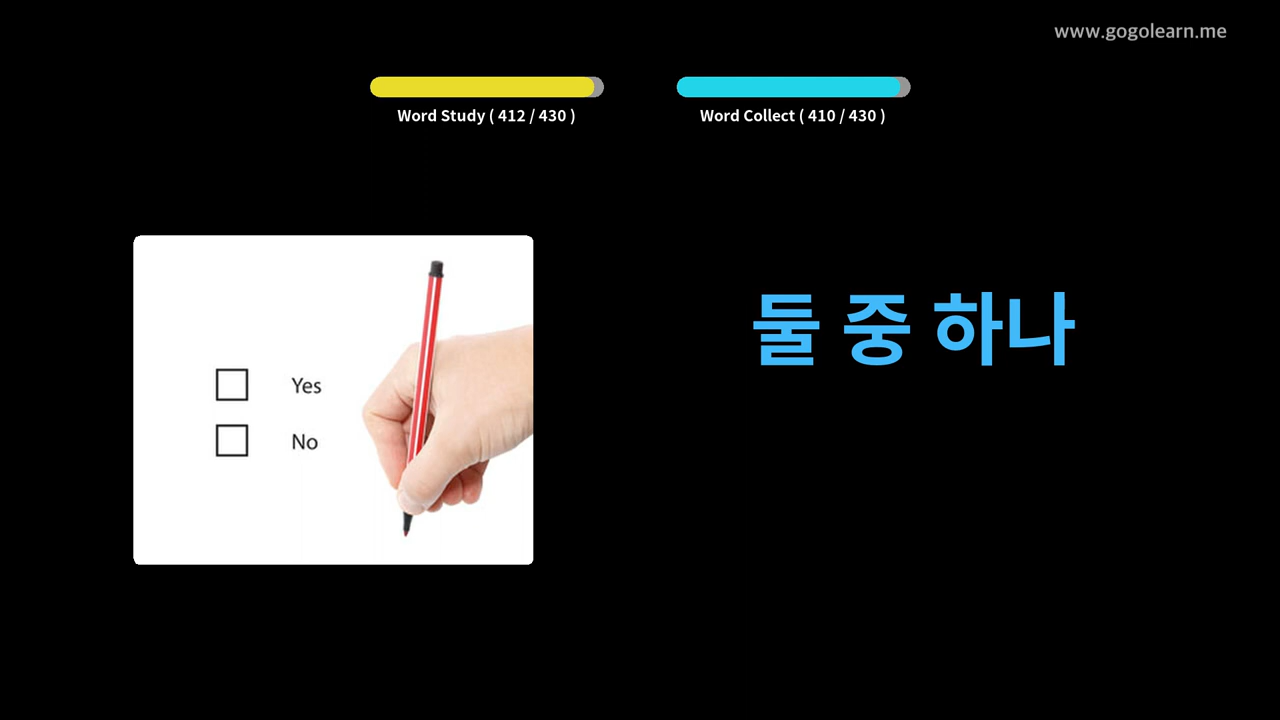 www.gogolearn.me
Word Study ( 412 / 430 )
Word Collect ( 410 / 430 )
Yes
No
둘 중 하나